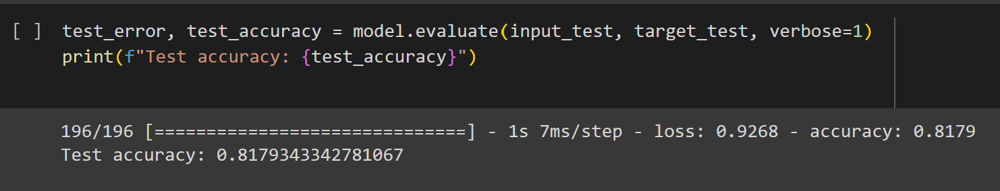 [ ] test_error, test_accuracy = model.evaluate(input_test, target_test, verbose=1)
print(f"Test accuracy: {test_accuracy}")
196/196 [==============================] - 1s 7ms/step - loss: 0.9268 - accuracy: 0.8179
Test accuracy: 0.8179343342781067